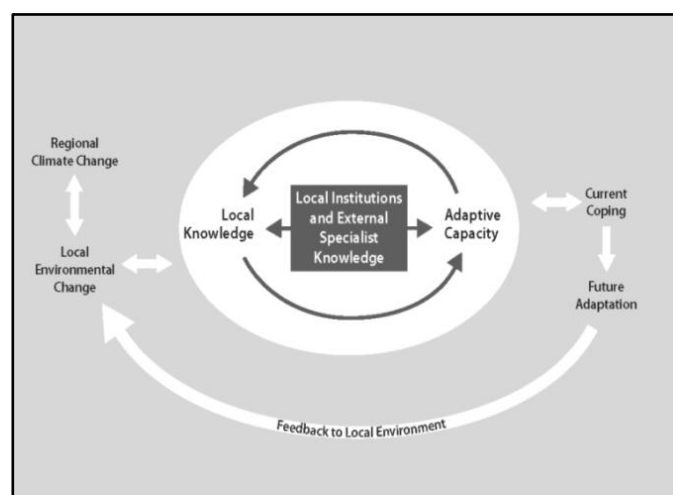 Regional
Climate Change
Local
Environmental
Change
Local
Knowledge
Local Institutions
and External
Specialist
Knowledge
Adaptive
Capacity
Current
Coping
Future
Adaptation
Feedback to Local Environment